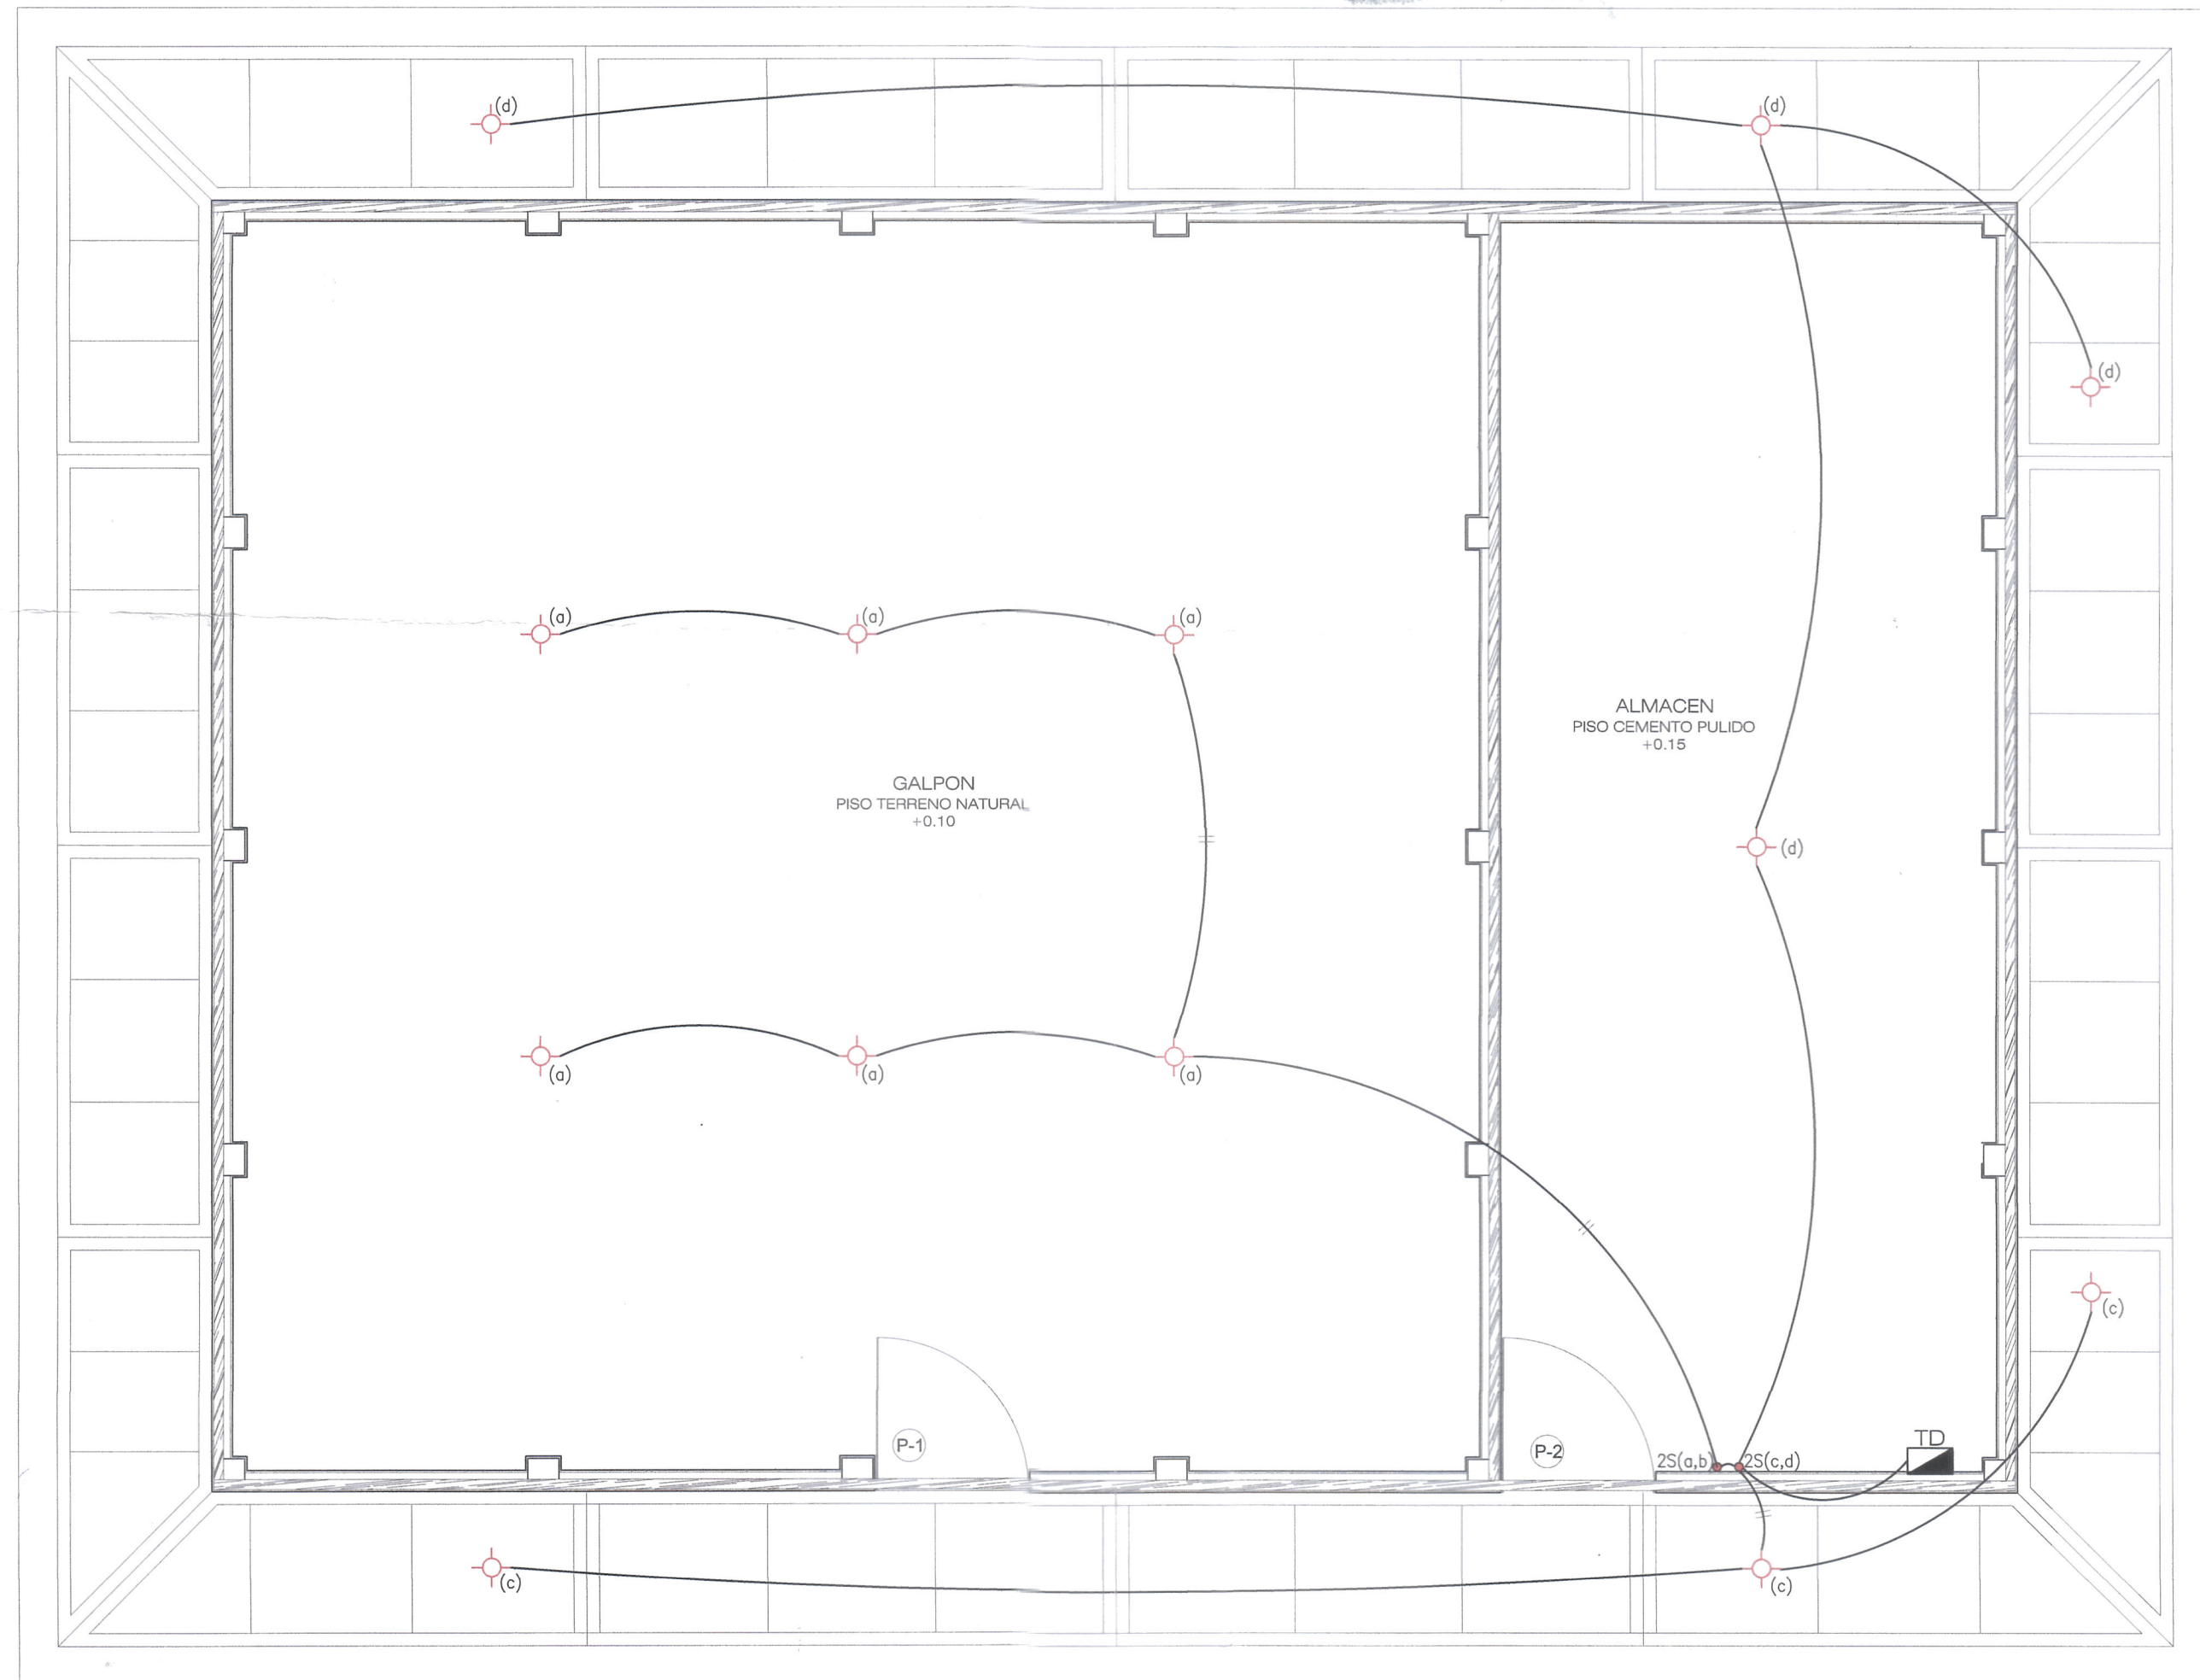 (d)
(d)
(d)
(a)
(a)
(a)
ALMACEN
PISO CEMENTO PULIDO
+0.15
GALPON
PISO TERRENO NATURAL
+0.10
(d)
(a)
(a)
(a)
(c)
P-1
P-2
2S(a,b)
2S(c,d)
TD
(c)
(c)